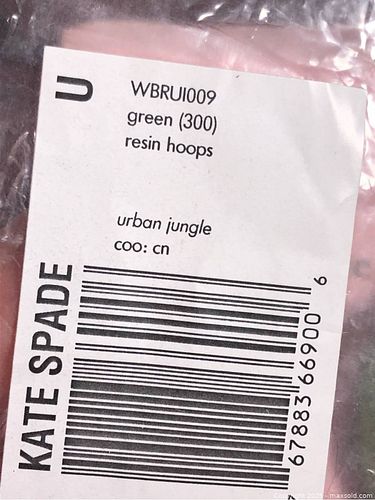 U
WBRUI009
green (300)
resin hoops
urban jungle
coo: cn
KATE SPADE
67883 66900 6